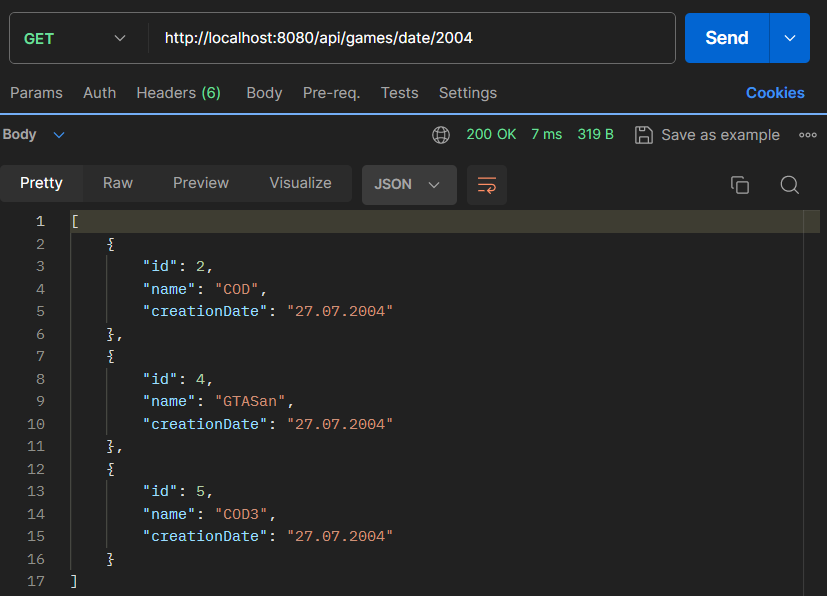 GET http://localhost:8080/api/games/date/2004 Send
Params Auth Headers (6) Body Pre-req. Tests Settings Cookies
Body 200 OK 7 ms 319 B Save as example
Pretty Raw Preview Visualize JSON
1 [
2 {
3 "id": 2,
4 "name": "COD",
5 "creationDate": "27.07.2004"
6 },
7 {
8 "id": 4,
9 "name": "GTASan",
10 "creationDate": "27.07.2004"
11 },
12 {
13 "id": 5,
14 "name": "COD3",
15 "creationDate": "27.07.2004"
16 }
17 ]